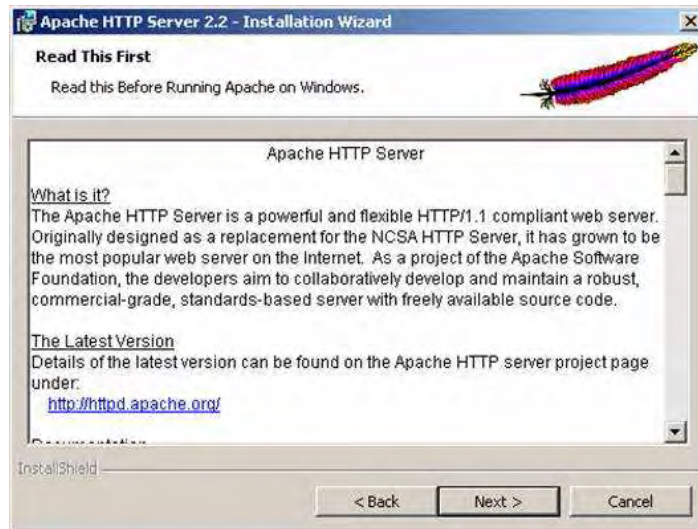 Apache HTTP Server 2.2 - Installation Wizard
Read This First
Read this Before Running Apache on Windows.
Apache HTTP Server
What is it?
The Apache HTTP Server is a powerful and flexible HTTP/1.1 compliant web server.
Originally designed as a replacement for the NCSA HTTP Server, it has grown to be
the most popular web server on the Internet. As a project of the Apache Software
Foundation, the developers aim to collaboratively develop and maintain a robust,
commercial-grade, standards-based server with freely available source code.
The Latest Version
Details of the latest version can be found on the Apache HTTP server project page
under:
http://httpd.apache.org/
InstallShield
< Back Next > Cancel